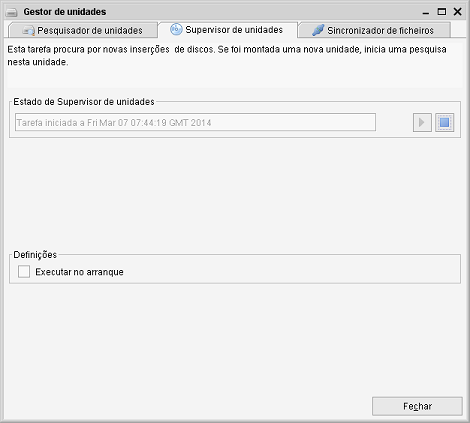 Gestor de unidades
Pesquisador de unidades
Supervisor de unidades
Sincronizador de ficheiros
Esta tarefa procura por novas inserções de discos. Se foi montada uma nova unidade, inicia uma pesquisa
nesta unidade.
Estado de Supervisor de unidades
Tarefa iniciada a Fri Mar 07 07:44:19 GMT 2014
Definições
Executar no arranque
Fechar